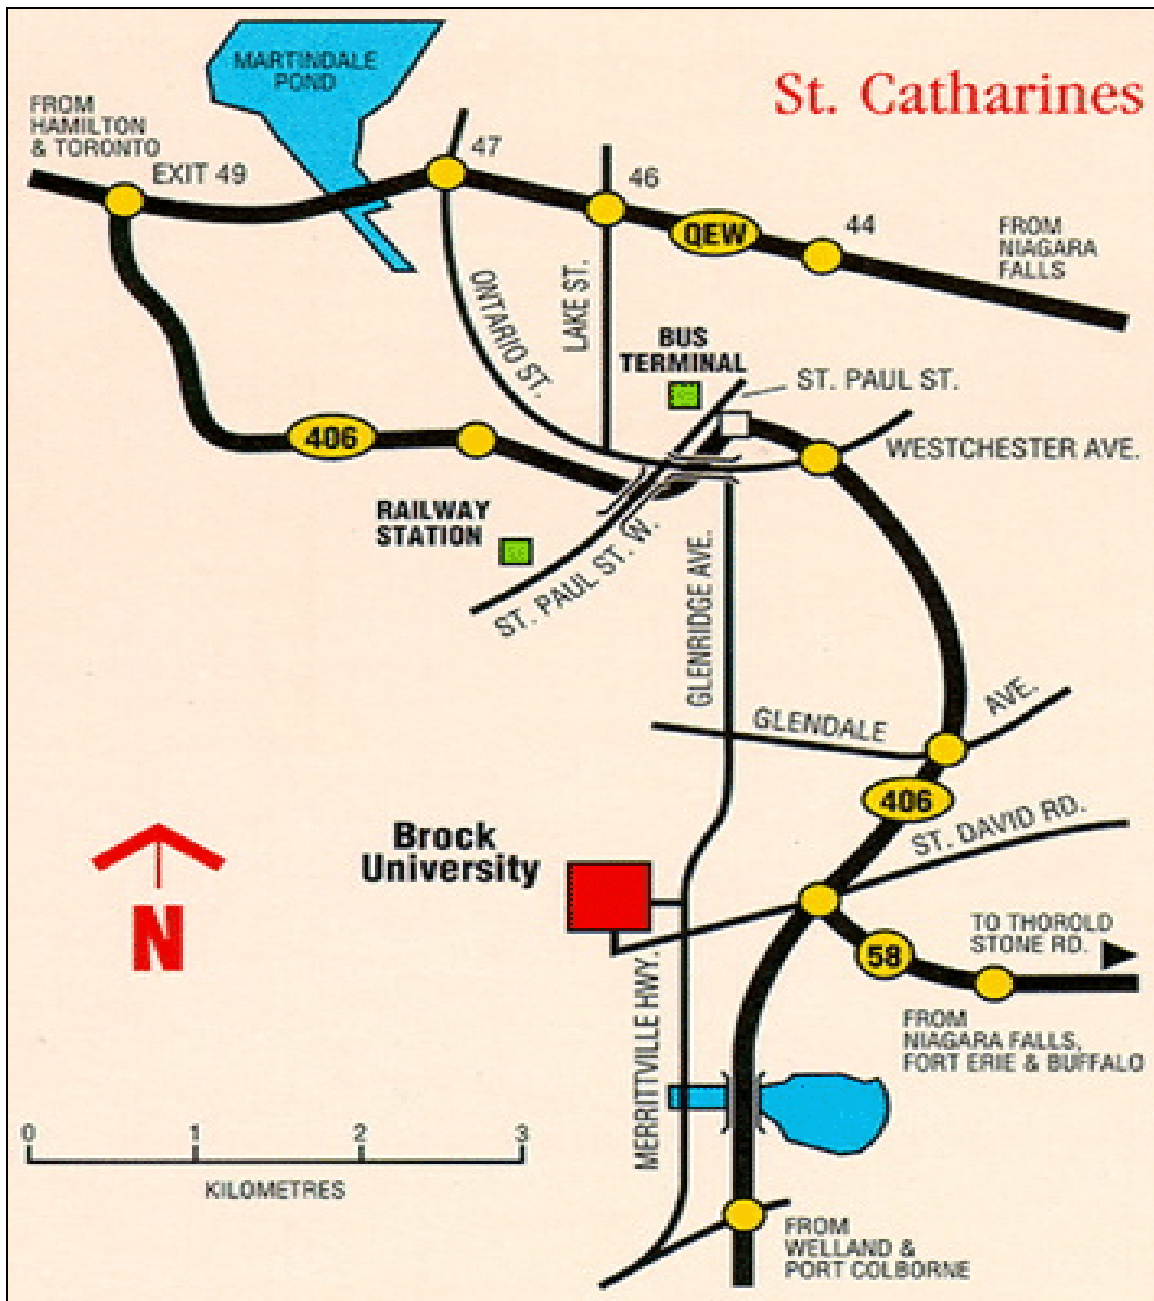 MARTINDALE
POND
St. Catharines
FROM
HAMILTON
& TORONTO
EXIT 49
47
46
44
QEW
FROM
NIAGARA
FALLS
ONTARIO ST.
LAKE ST.
BUS
TERMINAL
ST. PAUL ST.
406
WESTCHESTER AVE.
RAILWAY
STATION
ST. PAUL ST. W.
GLENRIDGE AVE.
GLENDALE AVE.
406
ST. DAVID RD.
Brock
University
N
58
TO THOROLD
STONE RD.
FROM
NIAGARA FALLS,
FORT ERIE & BUFFALO
MERRITTVILLE HWY.
0 1 2 3
KILOMETRES
FROM
WELLAND &
PORT COLBORNE